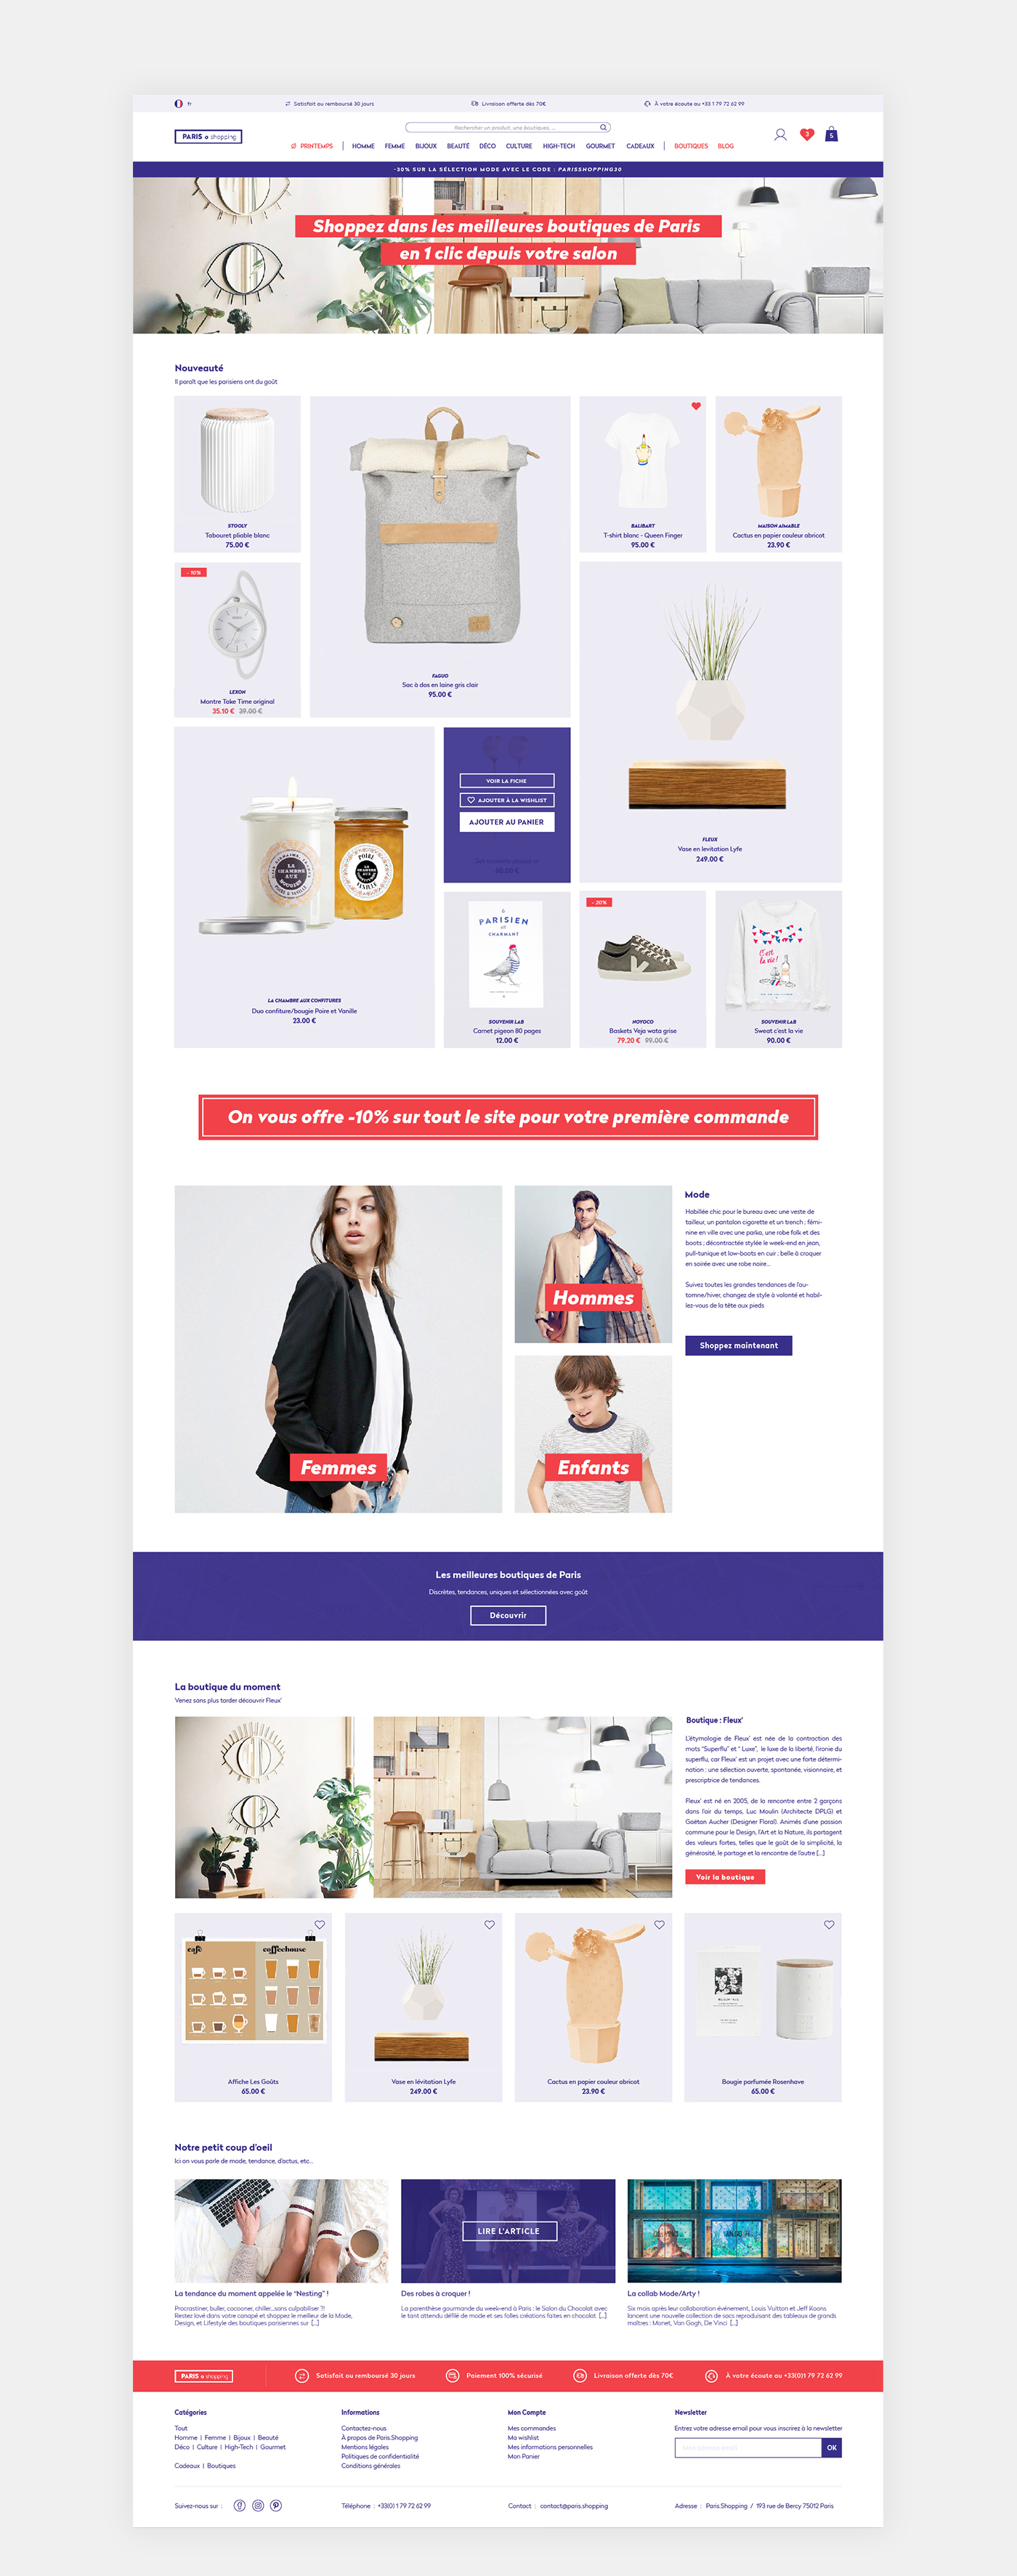 fr
Satisfait ou remboursé 30 jours
Livraison offerte dès 70€
À votre écoute au +33 1 79 72 62 99
PARIS shopping
Rechercher un produit, une boutiques, ...
3
5
PRINTEMPS | HOMME FEMME BIJOUX BEAUTÉ DÉCO CULTURE HIGH-TECH GOURMET CADEAUX | BOUTIQUES BLOG
-30% SUR LA SÉLECTION MODE AVEC LE CODE : PARISSHOPPING30
Shoppez dans les meilleures boutiques de Paris
en 1 clic depuis votre salon
Nouveauté
Il paraît que les parisiens ont du goût
STOOLY
Tabouret pliable blanc
75.00 €
- 10%
LEXON
Montre Take Time original
35.10 € 39.00 €
FAGUO
Sac à dos en laine gris clair
95.00 €
BALIBART
T-shirt blanc - Queen Finger
95.00 €
MAISON AIMABLE
Cactus en papier couleur abricot
23.90 €
FLEUX
Vase en levitation Lyfe
249.00 €
POIRE
VANILLE
LA CHAMBRE AUX CONFITURES
Duo confiture/bougie Poire et Vanille
23.00 €
VOIR LA FICHE
AJOUTER À LA WISHLIST
AJOUTER AU PANIER
PARISIEN
CHARMANT
SOUVENIR LAB
Carnet pigeon 80 pages
12.00 €
- 20%
NOYOCO
Baskets Veja wata grise
79.20 € 99.00 €
C'est
la vie!
SOUVENIR LAB
Sweat c'est la vie
90.00 €
On vous offre -10% sur tout le site pour votre première commande
Femmes
Hommes
Enfants
Mode
Habillée chic pour le bureau avec une veste de
tailleur, un pantalon cigarette et un trench ; fémi-
nine en ville avec une parka, une robe folk et des
boots ; décontractée stylée le week-end en jean,
pull-tunique et low-boots en cuir ; belle à croquer
en soirée avec une robe noire...
Suivez toutes les grandes tendances de l'au-
tomne/hiver, changez de style à volonté et habil-
lez-vous de la tête aux pieds
Shoppez maintenant
Les meilleures boutiques de Paris
Discrètes, tendances, uniques et sélectionnées avec goût
Découvrir
La boutique du moment
Venez sans plus tarder découvrir Fleux'
Boutique : Fleux'
L'étymologie de Fleux' est née de la contraction des
mots "Superflu" et " Luxe", le luxe de la liberté, l'ironie du
superflu, car Fleux' est un projet avec une forte détermi-
nation : une sélection ouverte, spontanée, visionnaire, et
prescriptrice de tendances.
Fleux' est né en 2005, de la rencontre entre 2 garçons
dans l'air du temps, Luc Moulin (Architecte DPLG) et
Gaëtan Aucher (Designer Floral). Animés d'une passion
commune pour le Design, l'Art et la Nature, ils partagent
des valeurs fortes, telles que le goût de la simplicité, la
générosité, le partage et la rencontre de l'autre [...]
Voir la boutique
café
coffeehouse
Affiche Les Goûts
65.00 €
Vase en lévitation Lyfe
249.00 €
Cactus en papier couleur abricot
23.90 €
Bougie parfumée Rosenhave
65.00 €
Notre petit coup d'oeil
Ici on vous parle de mode, tendance, d'actus, etc...
LIRE L'ARTICLE
La tendance du moment appelée le "Nesting" !
Procrastiner, buller, cocooner, chiller...sans culpabiliser ?!
Restez lové dans votre canapé et shoppez le meilleur de la Mode,
Design, et Lifestyle des boutiques parisiennes sur [...]
Des robes à croquer !
Le tant attendu défilé de mode et ses folles créations faites en chocolat [...]
La collab Mode/Arty !
Six mois après leur collaboration événement, Louis Vuitton et Jeff Koons
lancent une nouvelle collection de sacs reproduisant des tableaux de grands
maîtres : Monet, Van Gogh, De Vinci [...]
PARIS shopping
Satisfait ou remboursé 30 jours
Paiement 100% sécurisé
Livraison offerte dès 70€
À votre écoute au +33(0)1 79 72 62 99
Catégories
Tout
Homme | Femme | Bijoux | Beauté
Déco | Culture | High-Tech | Gourmet
Cadeaux | Boutiques
Informations
Contactez-nous
À propos de Paris.Shopping
Mentions légales
Politiques de confidentialité
Conditions générales
Mon Compte
Mes commandes
Ma wishlist
Mes informations personnelles
Mon Panier
Newsletter
Entrez votre adresse email pour vous inscrirez à la newsletter
OK
Suivez-nous sur :
Téléphone : +33(0) 1 79 72 62 99
Contact : contact@paris.shopping
Adresse : Paris.Shopping / 193 rue de Bercy 75012 Paris